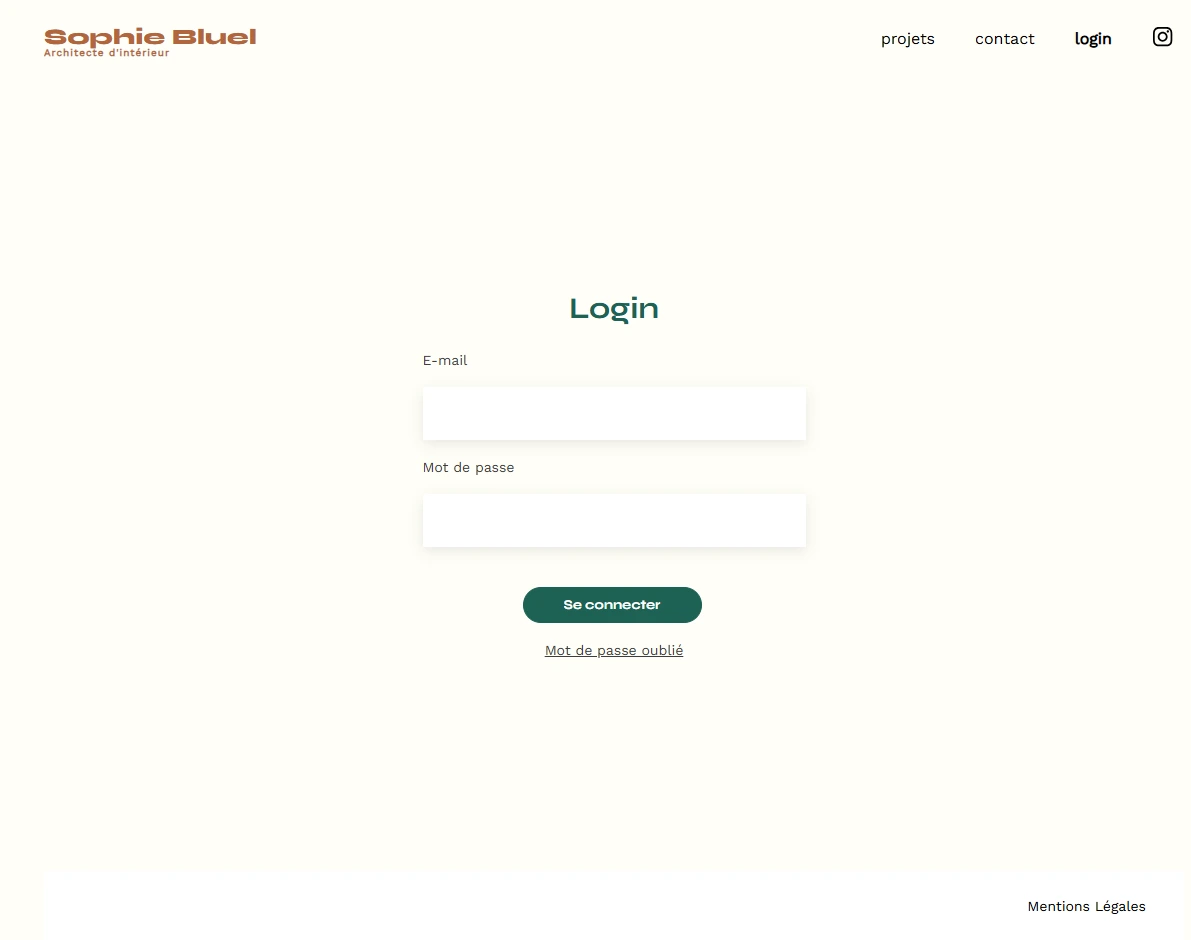 Sophie Bluel
Architecte d'intérieur
projets
contact
login
Login
E-mail
Mot de passe
Se connecter
Mot de passe oublié
Mentions Légales